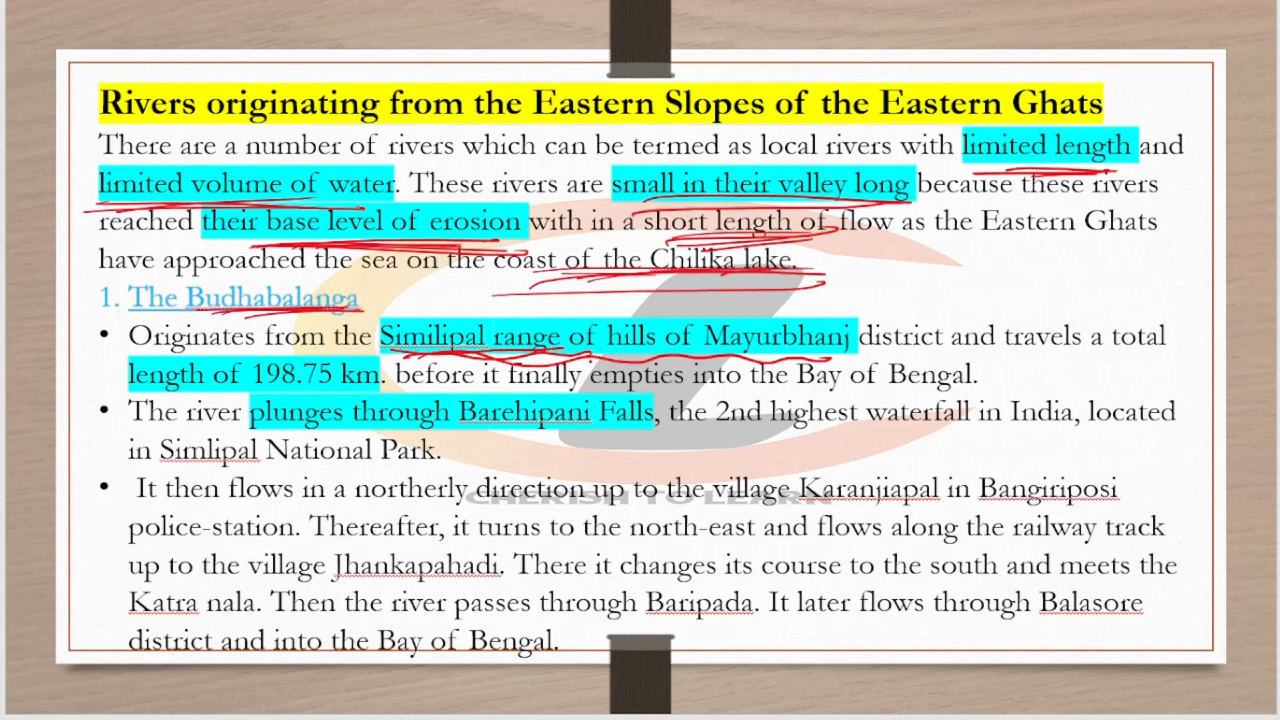 Rivers originating from the Eastern Slopes of the Eastern Ghats
There are a number of rivers which can be termed as local rivers with limited length and
limited volume of water. These rivers are small in their valley long because these rivers
reached their base level of erosion with in a short length of flow as the Eastern Ghats
have approached the sea on the coast of the Chilika lake.
1. The Budhabalanga
• Originates from the Similipal range of hills of Mayurbhanj district and travels a total
length of 198.75 km. before it finally empties into the Bay of Bengal.
• The river plunges through Barehipani Falls, the 2nd highest waterfall in India, located
in Simlipal National Park.
• It then flows in a northerly direction up to the village Karanjiapal in Bangiriposi
CHERISH TO LEARN
police-station. Thereafter, it turns to the north-east and flows along the railway track
up to the village Jhankapahadi. There it changes its course to the south and meets the
Katra nala. Then the river passes through Baripada. It later flows through Balasore
district and into the Bay of Bengal.